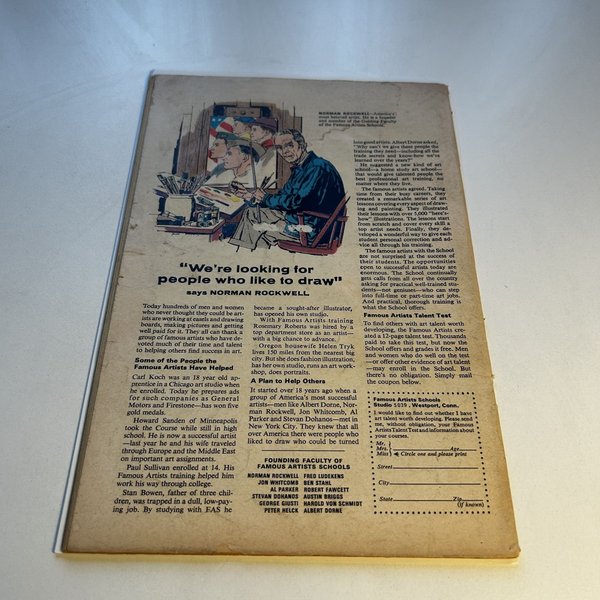 NORMAN ROCKWELL—America's
most beloved artist. He is a founder
and member of the Guiding Faculty
of the Famous Artists School.
"We're looking for
people who like to draw"
says NORMAN ROCKWELL
Today hundreds of men and women
who never thought they could be art-
ists are working at easels and drawing
boards, making pictures and getting
well paid for it. They all can thank a
group of famous artists who have de-
voted much of their time and talent
to helping others find success in art.
Some of the People the
Famous Artists Have Helped
Carl Koch was an 18 year old ap-
prentice in a Chicago art studio when
he enrolled. Today he prepares ads
for such companies as General
Motors and Firestone—has won five
gold medals.
Howard Sanden of Minneapolis
took the Course while still in high
school. He is now a successful artist
—last year he and his wife traveled
through Europe and the Middle East
on important art assignments.
Paul Sullivan enrolled at 14. His
Famous Artists training helped him
work his way through college.
Stan Bowen, father of three chil-
dren, was trapped in a dull, low-pay-
ing job. By studying with FAS he
became a sought-after illustrator,
has opened his own studio.
With Famous Artists training
Rosemary Roberts was hired by a
top department store as an artist—
with a big chance to advance.
Oregon housewife Helen Tryk
lives 150 miles from the nearest big
city. But she does fashion illustration,
has her own studio, runs an art work-
shop, does portraits.
A Plan to Help Others
It started over 18 years ago when a
group of America's most successful
artists—men like Albert Dorne, Nor-
man Rockwell, Jon Whitcomb, Al
Parker and Stevan Dohanos—met in
New York City. They knew that all
over America there were people who
liked to draw who could be turned
into good artists. Albert Dorne asked,
"Why can't we give them people the
training they need—including all the
trade secrets and know-how we've
learned over the years?"
He suggested a new kind of art
school—a home study art school—
that would give talented people the
best professional art training, no
matter where they live.
The famous artists agreed. Taking
time from their busy careers, they
created a remarkable series of art
lessons covering every aspect of draw-
ing and painting. They illustrated
their lessons with over 5,000 "here's-
how" illustrations. The lessons start
from scratch and cover every skill a
top artist needs. Finally, they de-
veloped a wonderful way to give each
student personal correction and ad-
vice all through his training.
The famous artists with the School
are not surprised at the success of
their students. The opportunities
open to successful artists today are
enormous. The School continually
gets calls from all over the country
asking for practical well-trained stu-
dents—not geniuses—who can step
into full-time or part-time art jobs.
And practical, thorough training is
what the School offers.
Famous Artists Talent Test
To find others with art talent worth
developing, the Famous Artists cre-
ated a 12-page talent test. Thousands
paid to take this test, but now the
School offers and grades it free. Men
and women who do well on the test
—or offer other evidence of art talent
—may enroll in the School. But
there's no obligation. Simply mail
the coupon below.
FOUNDING FACULTY OF
FAMOUS ARTISTS SCHOOLS
NORMAN ROCKWELL FRED LUDEKENS
JON WHITCOMB BEN STAHL
AL PARKER ROBERT FAWCETT
STEVAN DOHANOS AUSTIN BRIGGS
GEORGE GIUSTI HAROLD VON SCHMIDT
PETER HELCK ALBERT DORNE
Famous Artists Schools
Studio 5939, Westport, Conn.
I would like to find out whether I have
art talent worth developing. Please send
me, without obligation, your Famous
Artists Talent Test and information about
your courses.
Mr.
Mrs. Age
Miss Circle one and please print
Street
City
State Zip
(if known)